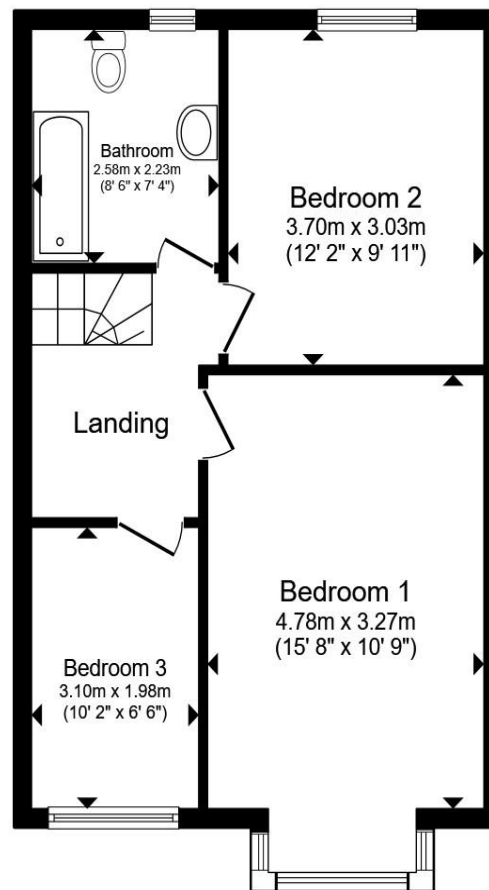 Bathroom
2.58m x 2.23m
(8' 6" x 7' 4")
Bedroom 2
3.70m x 3.03m
(12' 2" x 9' 11")
Landing
Bedroom 1
4.78m x 3.27m
(15' 8" x 10' 9")
Bedroom 3
3.10m x 1.98m
(10' 2" x 6' 6")